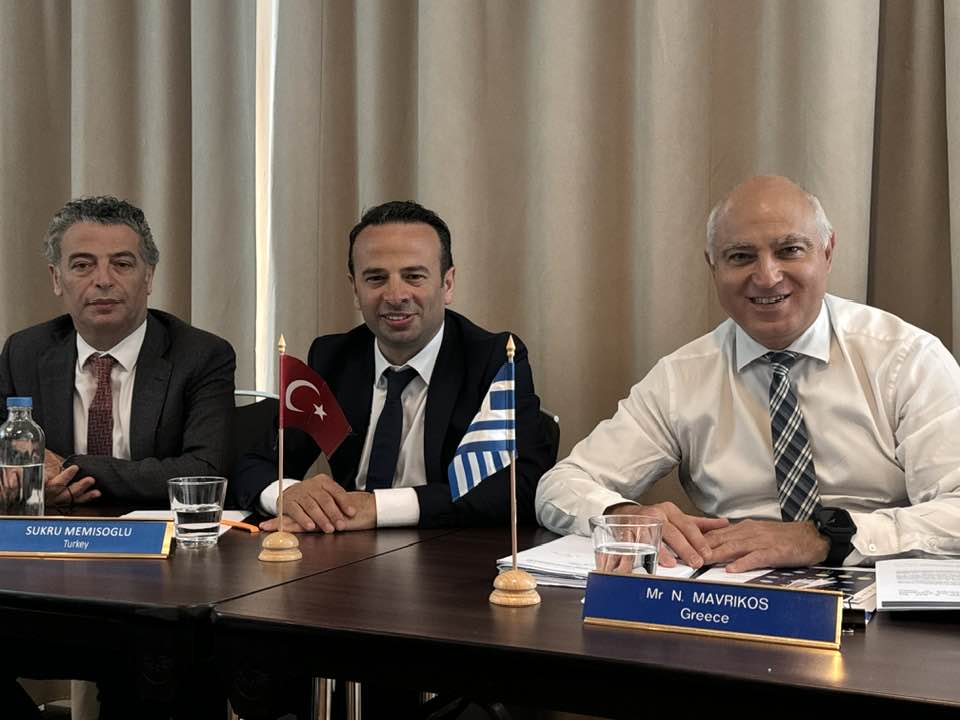 SUKRU MEMISOGLU
Turkey
Mr N. MAVRIKOS
Greece